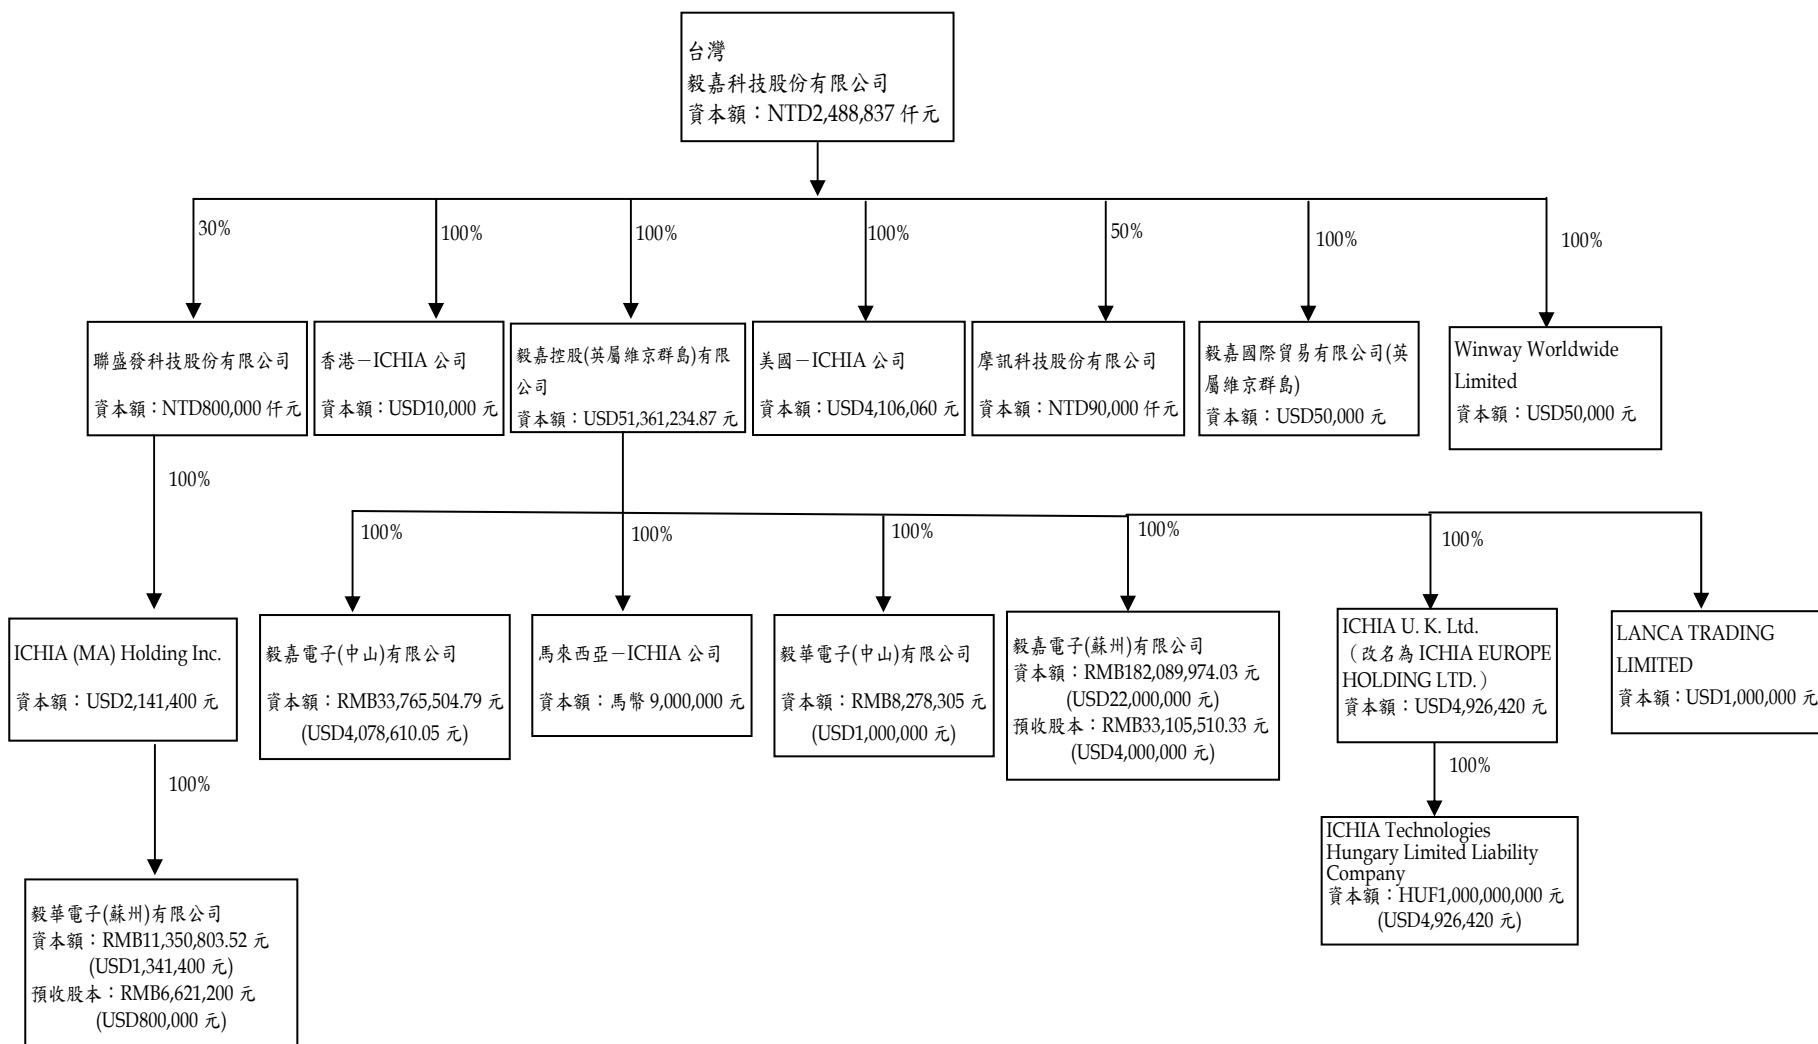 台灣
毅嘉科技股份有限公司
資本額：NTD2,488,837 仟元
30%
100%
100%
100%
50%
100%
100%
聯盛發科技股份有限公司
資本額：NTD800,000 仟元
香港－ICHIA 公司
資本額：USD10,000 元
毅嘉控股(英屬維京群島)有限
公司
資本額：USD51,361,234.87 元
美國－ICHIA 公司
資本額：USD4,106,060 元
摩訊科技股份有限公司
資本額：NTD90,000 仟元
毅嘉國際貿易有限公司(英
屬維京群島)
資本額：USD50,000 元
Winway Worldwide
Limited
資本額：USD50,000 元
100%
100%
100%
100%
100%
100%
ICHIA (MA) Holding Inc.
資本額：USD2,141,400 元
毅嘉電子(中山)有限公司
資本額：RMB33,765,504.79 元
(USD4,078,610.05 元)
馬來西亞－ICHIA 公司
資本額：馬幣 9,000,000 元
毅華電子(中山)有限公司
資本額：RMB8,278,305 元
(USD1,000,000 元)
毅嘉電子(蘇州)有限公司
資本額：RMB182,089,974.03 元
(USD22,000,000 元)
預收股本：RMB33,105,510.33 元
(USD4,000,000 元)
ICHIA U. K. Ltd.
（改名為 ICHIA EUROPE
HOLDING LTD.）
資本額：USD4,926,420 元
LANCA TRADING
LIMITED
資本額：USD1,000,000 元
100%
100%
毅華電子(蘇州)有限公司
資本額：RMB11,350,803.52 元
(USD1,341,400 元)
預收股本：RMB6,621,200 元
(USD800,000 元)
ICHIA Technologies
Hungary Limited Liability
Company
資本額：HUF1,000,000,000 元
(USD4,926,420 元)